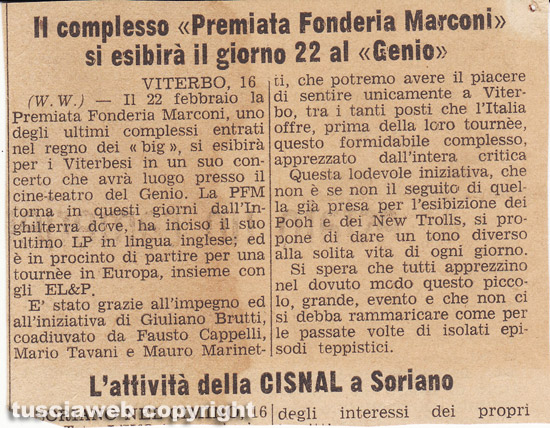 Il complesso «Premiata Fonderia Marconi»
si esibirà il giorno 22 al «Genio»
VITERBO, 16
(W. W.) — Il 22 febbraio la
Premiata Fonderia Marconi, uno
degli ultimi complessi entrati
nel regno dei «big», si esibirà
per i Viterbesi in un suo con-
certo che avrà luogo presso il
cine-teatro del Genio. La PFM
torna in questi giorni dall'In-
ghilterra dove, ha inciso il suo
ultimo LP in lingua inglese; ed
è in procinto di partire per una
tournèe in Europa, insieme con
gli EL&P.
E' stato grazie all'impegno ed
all'iniziativa di Giuliano Brutti,
coadiuvato da Fausto Cappelli,
Mario Tavani e Mauro Marinet-
ti, che potremo avere il piacere
di sentire unicamente a Viter-
bo, tra i tanti posti che l'Italia
offre, prima della loro tournèe,
questo formidabile complesso,
apprezzato dall'intera critica
Questa lodevole iniziativa, che
non è se non il seguito di quel-
la già presa per l'esibizione dei
Pooh e dei New Trolls, si pro-
pone di dare un tono diverso
alla solita vita di ogni giorno.
Si spera che tutti apprezzino
nel dovuto modo questo picco-
lo, grande, evento e che non ci
si debba rammaricare come per
le passate volte di isolati epi-
sodi teppistici.
L'attività della CISNAL a Soriano
16
degli interessi dei propri
tusciaweb copyright